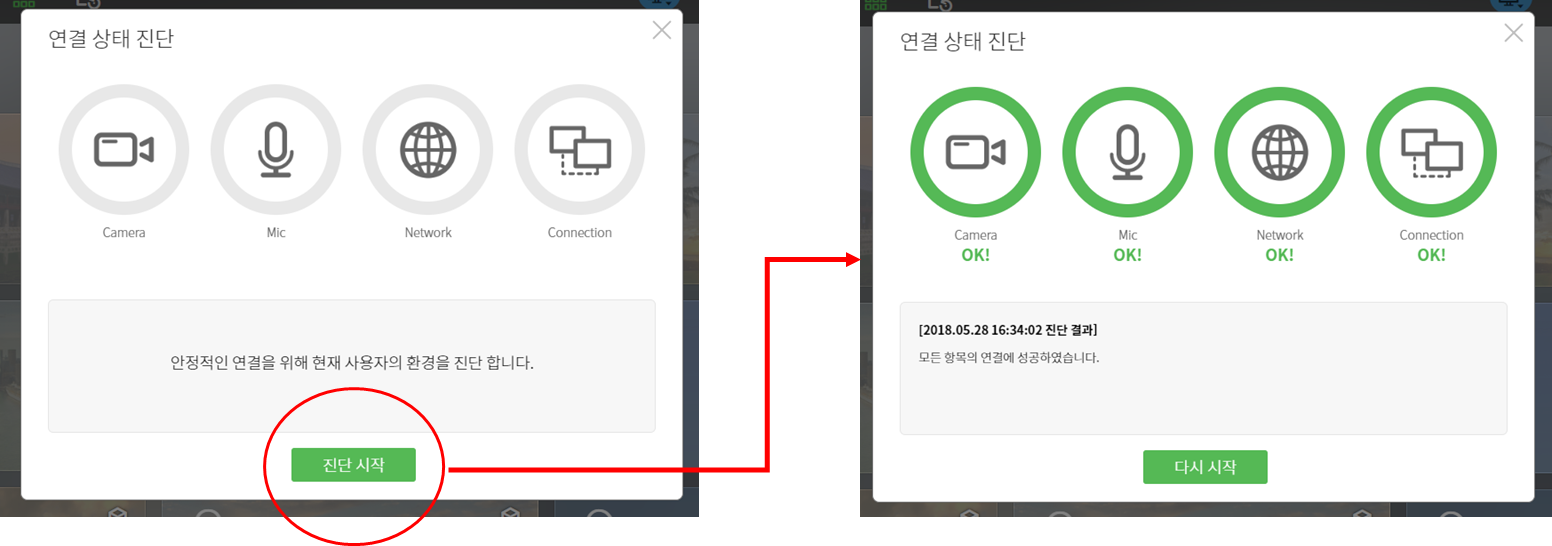 연결 상태 진단
Camera
Mic
Network
Connection
안정적인 연결을 위해 현재 사용자의 환경을 진단 합니다.
진단 시작
연결 상태 진단
Camera
OK!
Mic
OK!
Network
OK!
Connection
OK!
[2018.05.28 16:34:02 진단 결과]
모든 항목의 연결에 성공하였습니다.
다시 시작